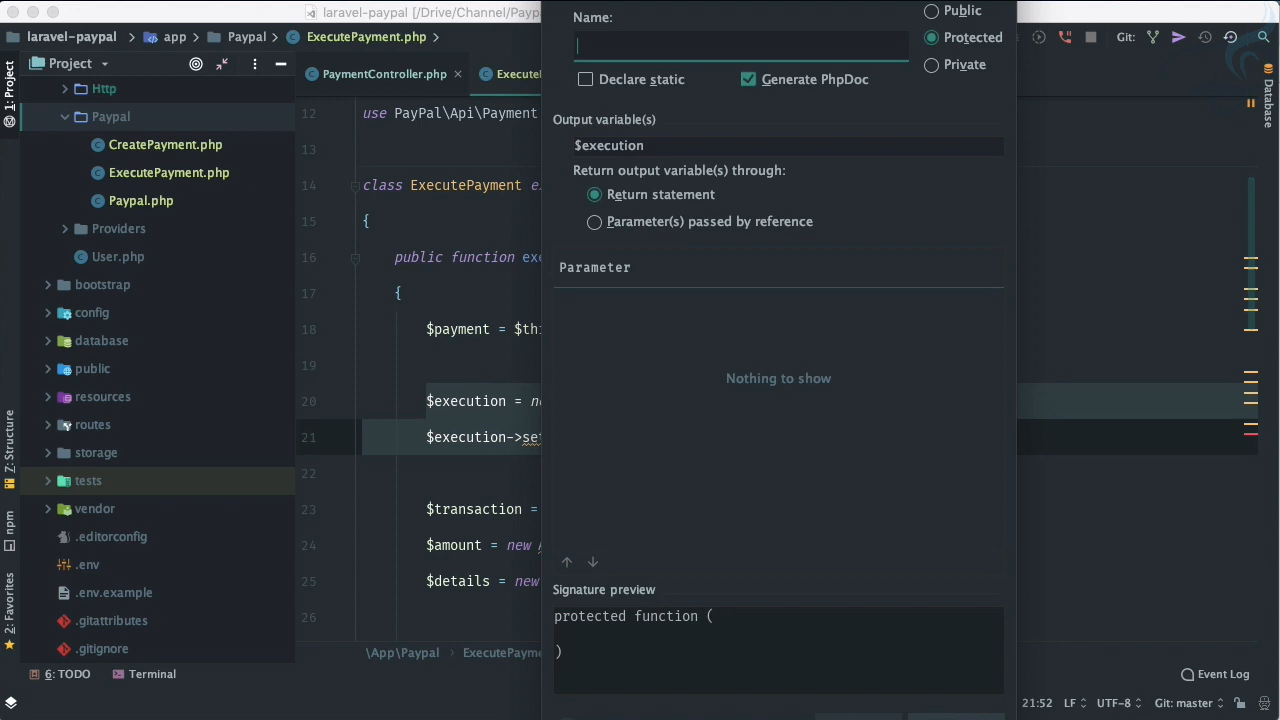 laravel-paypal [/Drive/Channel/Payp
laravel-paypal
app
Paypal
ExecutePayment.php
Git:
1: Project
Project
Http
Paypal
CreatePayment.php
ExecutePayment.php
Paypal.php
Providers
User.php
bootstrap
config
database
public
resources
routes
storage
tests
vendor
.editorconfig
.env
.env.example
.gitattributes
.gitignore
Z: Structure
npm
2: Favorites
PaymentController.php
ExecuteP
12 use PayPal\Api\Payment
13
14 class ExecutePayment e
15 {
16 public function exe
17 {
18 $payment = $thi
19
20 $execution = ne
21 $execution->set
22
23 $transaction =
24 $amount = new A
25 $details = new
26
\App\Paypal
ExecutePayme
Name:
Public
Protected
Private
Declare static
Generate PhpDoc
Output variable(s)
$execution
Return output variable(s) through:
Return statement
Parameter(s) passed by reference
Parameter
Nothing to show
Signature preview
protected function (
)
Database
6: TODO
Terminal
Event Log
21:52
LF
UTF-8
Git: master